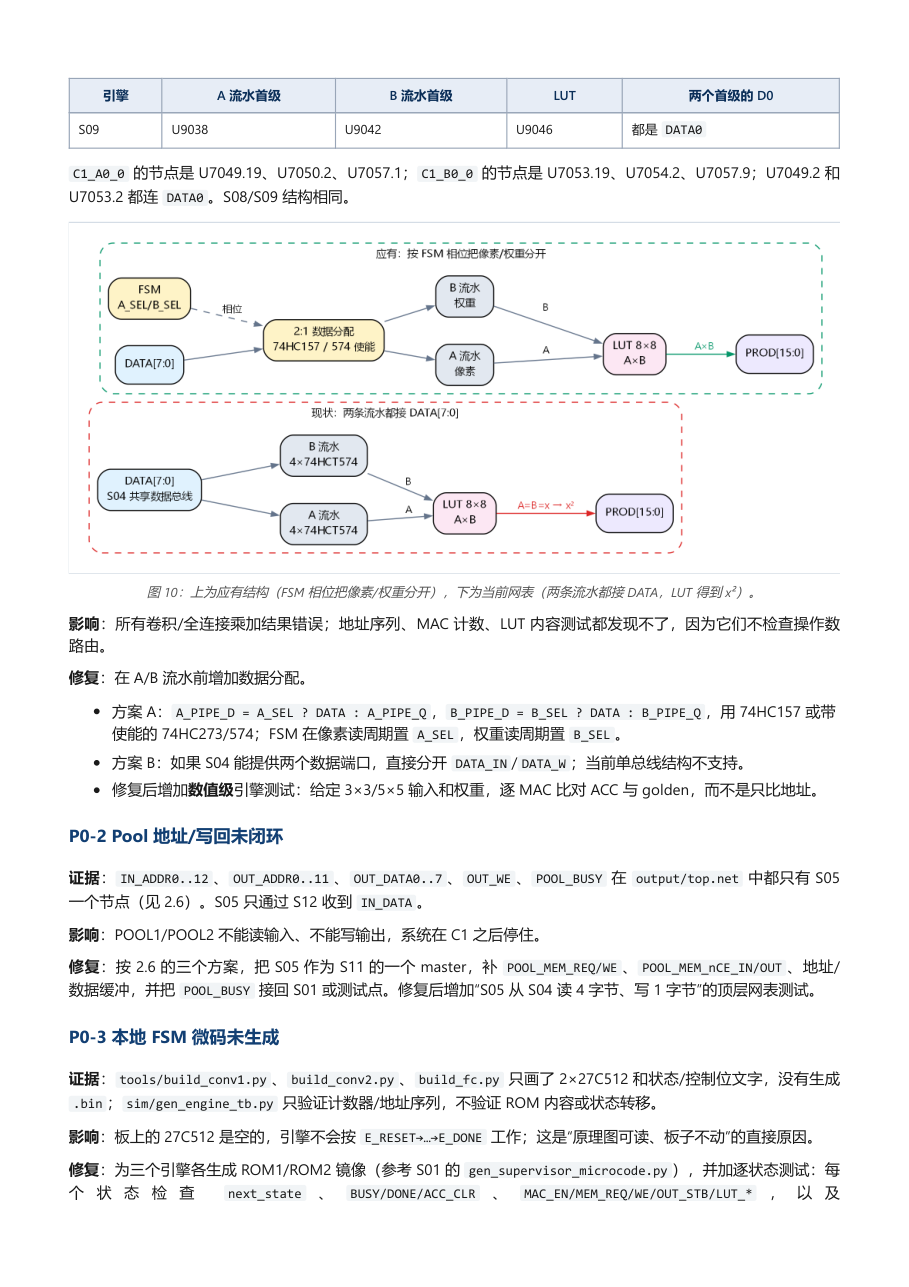 引擎 A 流水首级 B 流水首级 LUT 两个首级的 D0
S09 U9038 U9042 U9046 都是 DATA0
C1_A0_0 的节点是 U7049.19、U7050.2、U7057.1；C1_B0_0 的节点是 U7053.19、U7054.2、U7057.9；U7049.2 和
U7053.2 都连 DATA0。S08/S09 结构相同。
应有：按 FSM 相位把像素/权重分开
FSM
A_SEL/B_SEL
相位
DATA[7:0]
2:1 数据分配
74HC157 / 574 使能
B 流水
权重
A 流水
像素
B
A
LUT 8×8
A×B
A×B
PROD[15:0]
现状：两条流水都接 DATA[7:0]
DATA[7:0]
S04 共享数据总线
B 流水
4×74HCT574
A 流水
4×74HCT574
B
A
LUT 8×8
A×B
A=B=x → x²
PROD[15:0]
图 10：上为应有结构（FSM 相位把像素/权重分开），下为当前网表（两条流水都接 DATA，LUT 得到 x²）。
影响：所有卷积/全连接乘加结果错误；地址序列、MAC 计数、LUT 内容测试都发现不了，因为它们不检查操作数
路由。
修复：在 A/B 流水前增加数据分配。
• 方案 A：A_PIPE_D = A_SEL ? DATA : A_PIPE_Q，B_PIPE_D = B_SEL ? DATA : B_PIPE_Q，用 74HC157 或带
使能的 74HC273/574；FSM 在像素读周期置 A_SEL，权重读周期置 B_SEL。
• 方案 B：如果 S04 能提供两个数据端口，直接分开 DATA_IN/DATA_W；当前单总线结构不支持。
• 修复后增加数值级引擎测试：给定 3×3/5×5 输入和权重，逐 MAC 比对 ACC 与 golden，而不是只比地址。
P0-2 Pool 地址/写回未闭环
证据：IN_ADDR0..12、OUT_ADDR0..11、OUT_DATA0..7、OUT_WE、POOL_BUSY 在 output/top.net 中都只有 S05
一个节点（见 2.6）。S05 只通过 S12 收到 IN_DATA。
影响：POOL1/POOL2 不能读输入、不能写输出，系统在 C1 之后停住。
修复：按 2.6 的三个方案，把 S05 作为 S11 的一个 master，补 POOL_MEM_REQ/WE、POOL_MEM_nCE_IN/OUT、地址/
数据缓冲，并把 POOL_BUSY 接回 S01 或测试点。修复后增加“S05 从 S04 读 4 字节、写 1 字节”的顶层网表测试。
P0-3 本地 FSM 微码未生成
证据：tools/build_conv1.py、build_conv2.py、build_fc.py 只画了 2×27C512 和状态/控制位文字，没有生成
.bin；sim/gen_engine_tb.py 只验证计数器/地址序列，不验证 ROM 内容或状态转移。
影响：板上的 27C512 是空的，引擎不会按 E_RESET→…→E_DONE 工作；这是“原理图可读、板子不动”的直接原因。
修复：为三个引擎各生成 ROM1/ROM2 镜像（参考 S01 的 gen_supervisor_microcode.py），并加逐状态测试：每
个状态检查 next_state、BUSY/DONE/ACC_CLR、MAC_EN/MEM_REQ/WE/OUT_STB/LUT_*，以及